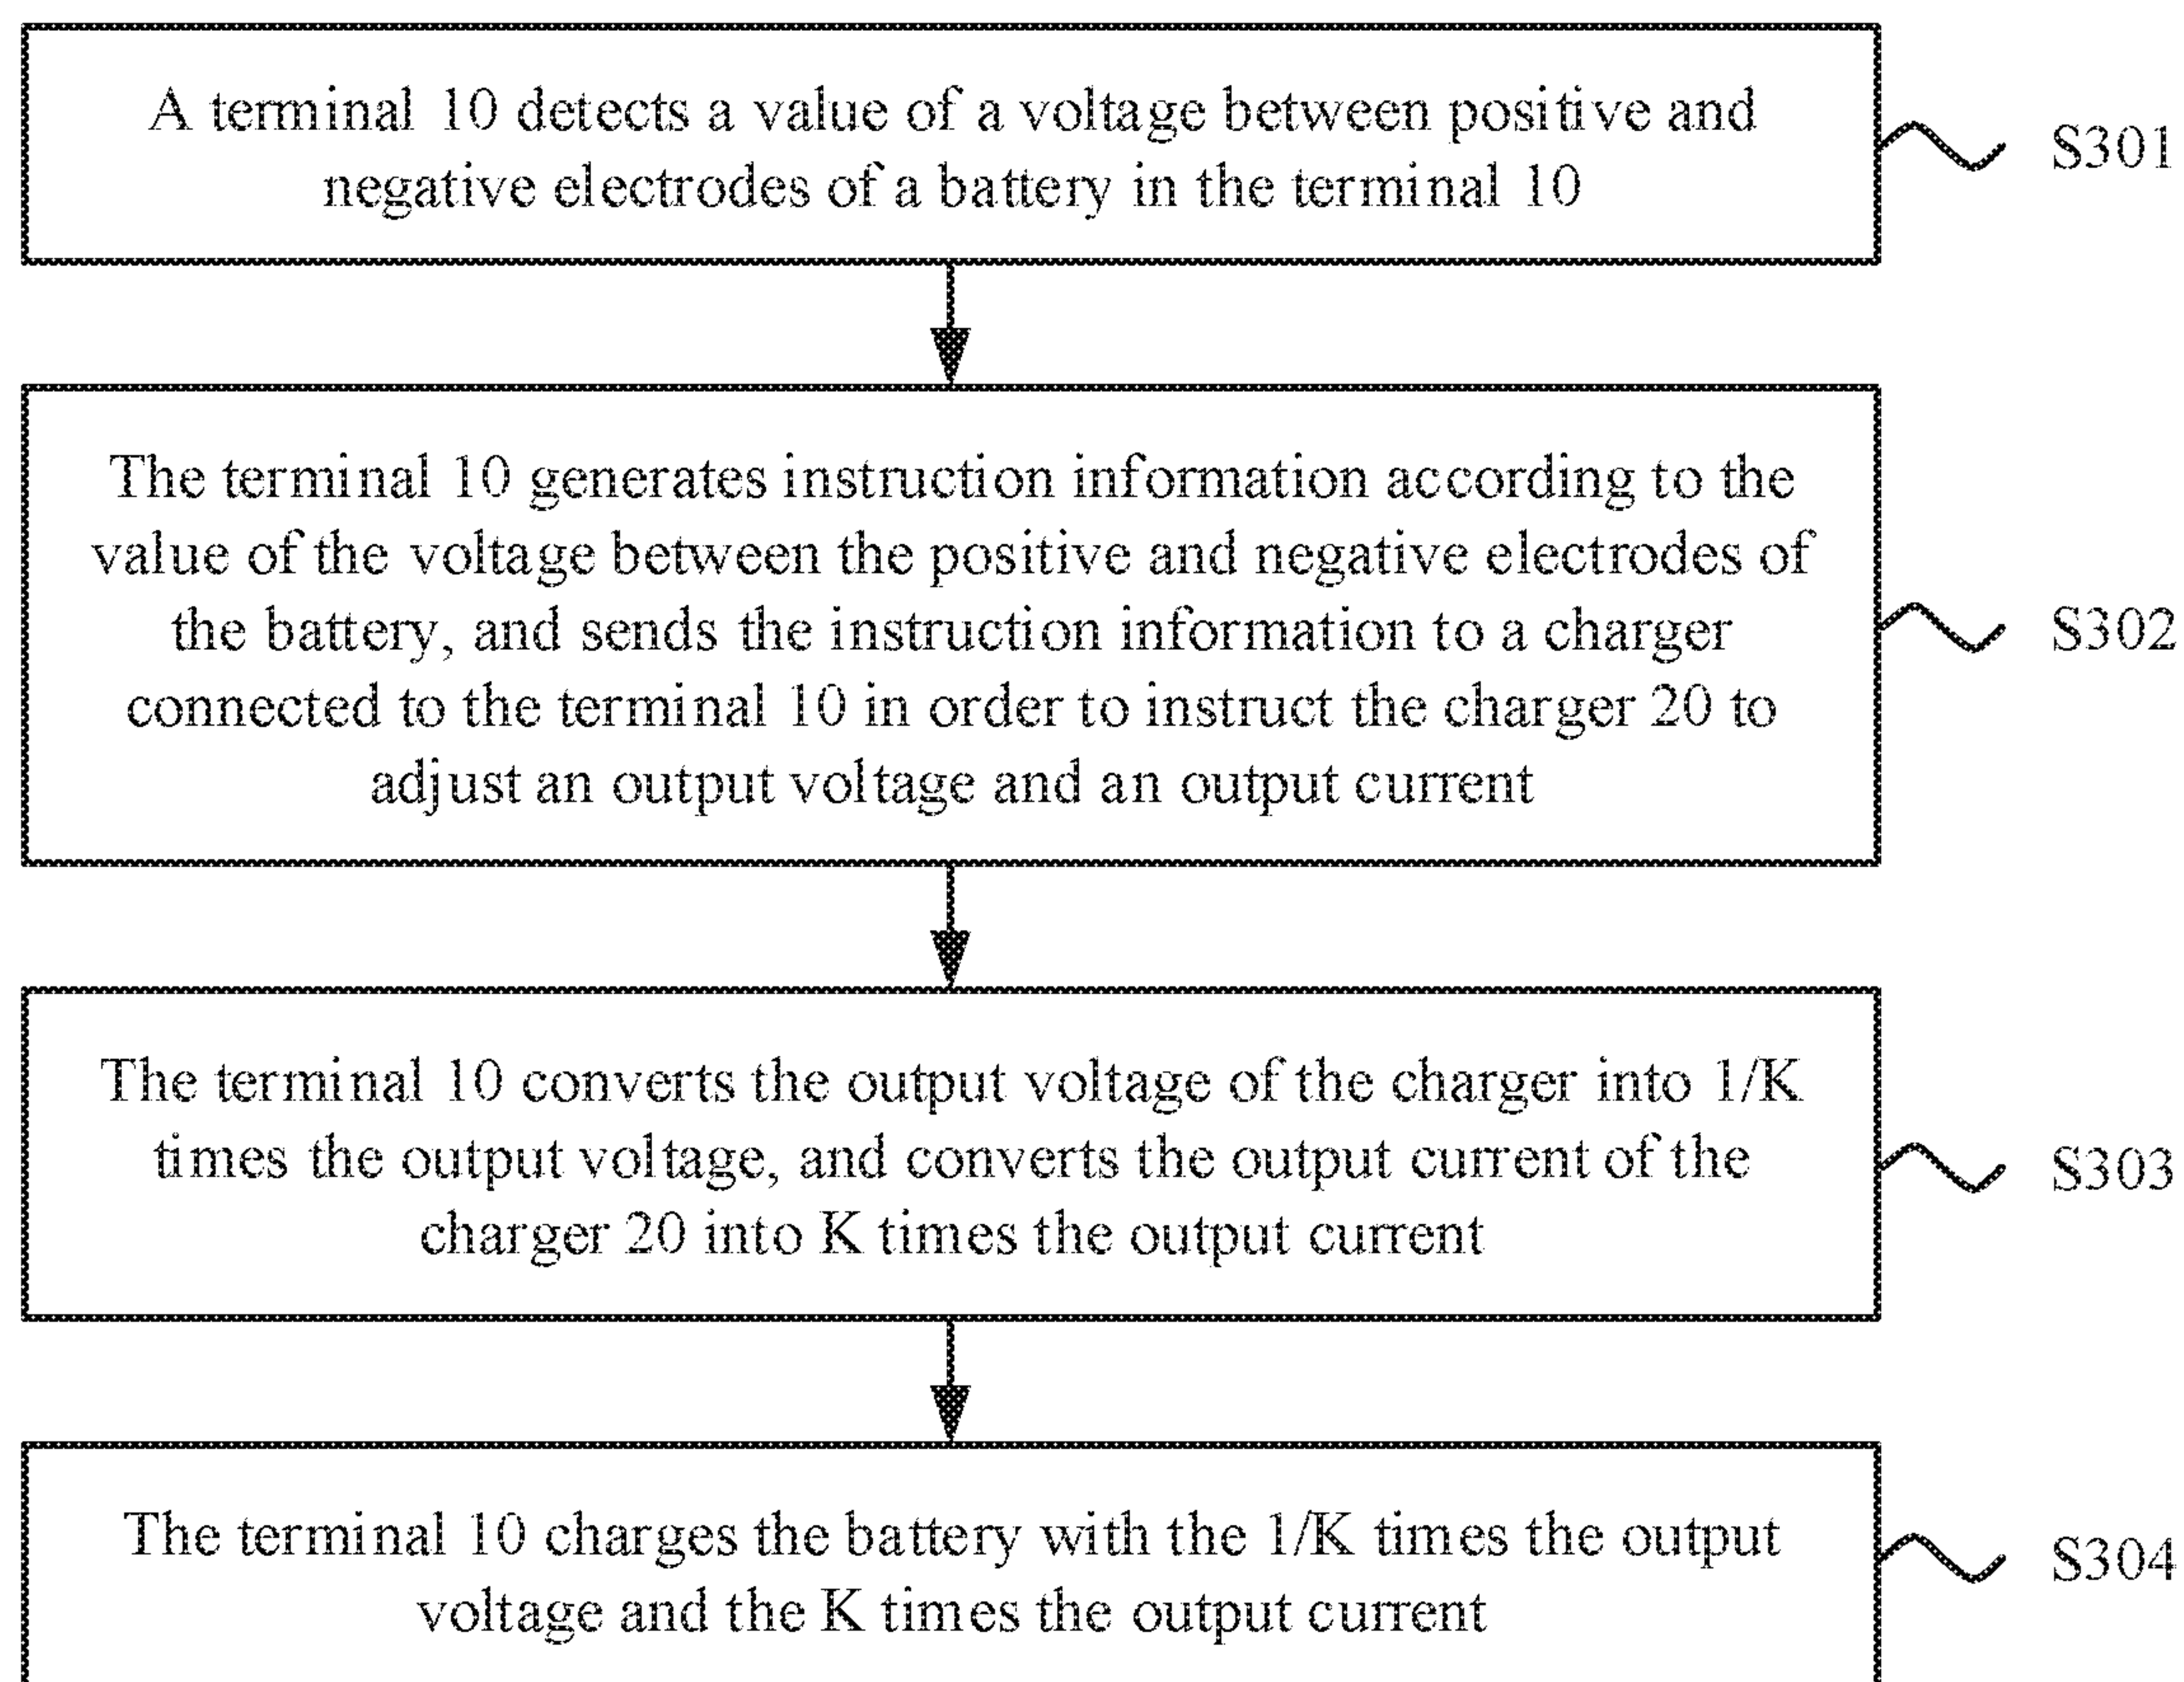 A terminal 10 detects a value of a voltage between positive and
negative electrodes of a battery in the terminal 10
S301
The terminal 10 generates instruction information according to the
value of the voltage between the positive and negative electrodes of
the battery, and sends the instruction information to a charger
connected to the terminal 10 in order to instruct the charger 20 to
adjust an output voltage and an output current
S302
The terminal 10 converts the output voltage of the charger into 1/K
times the output voltage, and converts the output current of the
charger 20 into K times the output current
S303
The terminal 10 charges the battery with the 1/K times the output
voltage and the K times the output current
S304